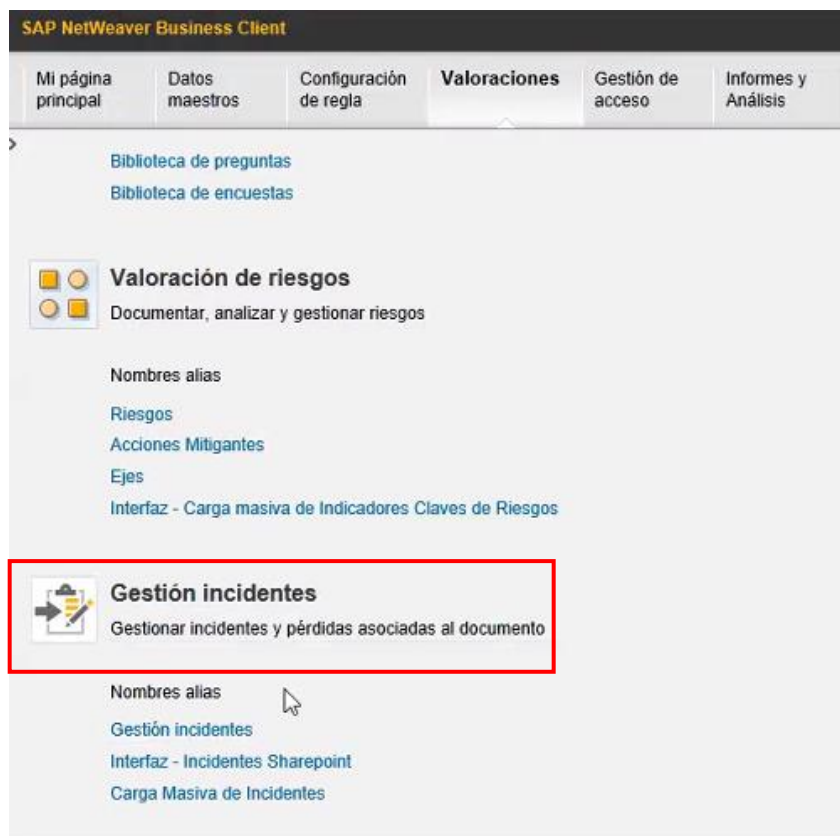 SAP NetWeaver Business Client
Mi página principal
Datos maestros
Configuración de regla
Valoraciones
Gestión de acceso
Informes y Análisis
Biblioteca de preguntas
Biblioteca de encuestas
Valoración de riesgos
Documentar, analizar y gestionar riesgos
Nombres alias
Riesgos
Acciones Mitigantes
Ejes
Interfaz - Carga masiva de Indicadores Claves de Riesgos
Gestión incidentes
Gestionar incidentes y pérdidas asociadas al documento
Nombres alias
Gestión incidentes
Interfaz - Incidentes Sharepoint
Carga Masiva de Incidentes